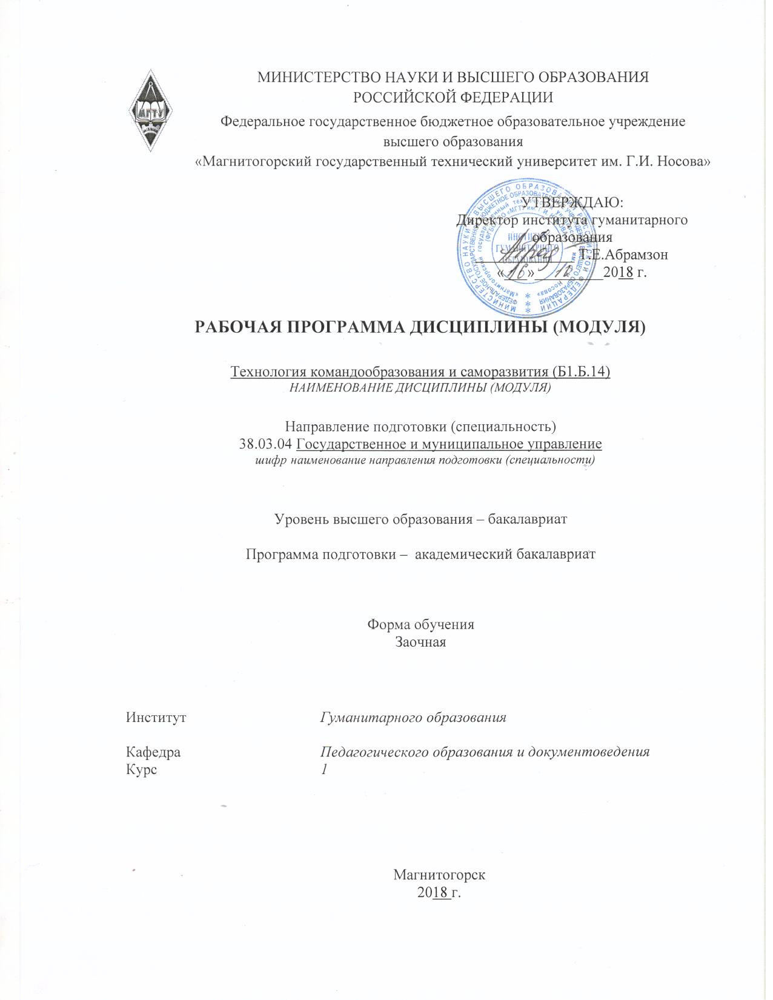 МИНИСТЕРСТВО НАУКИ И ВЫСШЕГО ОБРАЗОВАНИЯ
РОССИЙСКОЙ ФЕДЕРАЦИИ
Федеральное государственное бюджетное образовательное учреждение
высшего образования
«Магнитогорский государственный технический университет им. Г.И. Носова»
МГТУ
УТВЕРЖДАЮ:
Директор института гуманитарного
образования
Т.Е.Абрамзон
«16» 10 2018 г.
ИНСТИТУТ
ГУМАНИТАРНОГО
ОБРАЗОВАНИЯ
РАБОЧАЯ ПРОГРАММА ДИСЦИПЛИНЫ (МОДУЛЯ)
Технология командообразования и саморазвития (Б1.Б.14)
НАИМЕНОВАНИЕ ДИСЦИПЛИНЫ (МОДУЛЯ)
Направление подготовки (специальность)
38.03.04 Государственное и муниципальное управление
шифр наименование направления подготовки (специальности)
Уровень высшего образования – бакалавриат
Программа подготовки – академический бакалавриат
Форма обучения
Заочная
Институт Гуманитарного образования
Кафедра Педагогического образования и документоведения
Курс 1
Магнитогорск
2018 г.